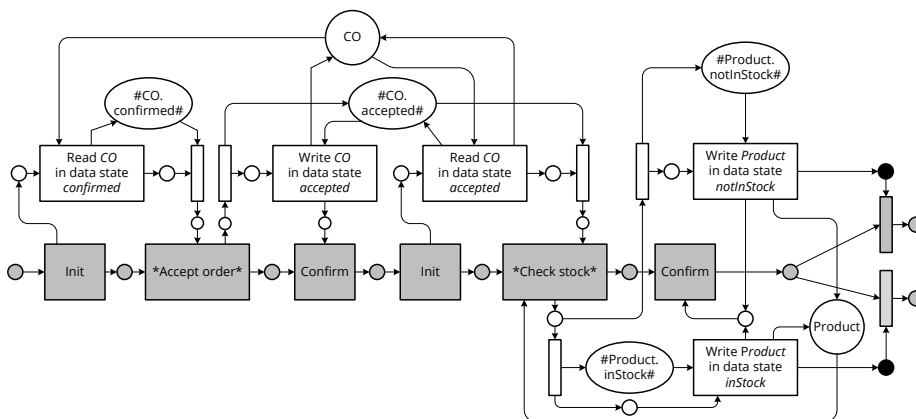 CO
#CO.
confirmed#
#CO.
accepted#
#Product.
notInStock#
Read CO
in data state
confirmed
Write CO
in data state
accepted
Read CO
in data state
accepted
Write Product
in data state
notInStock
Init
*Accept order*
Confirm
Init
*Check stock*
Confirm
Product
#Product.
inStock#
Write Product
in data state
inStock